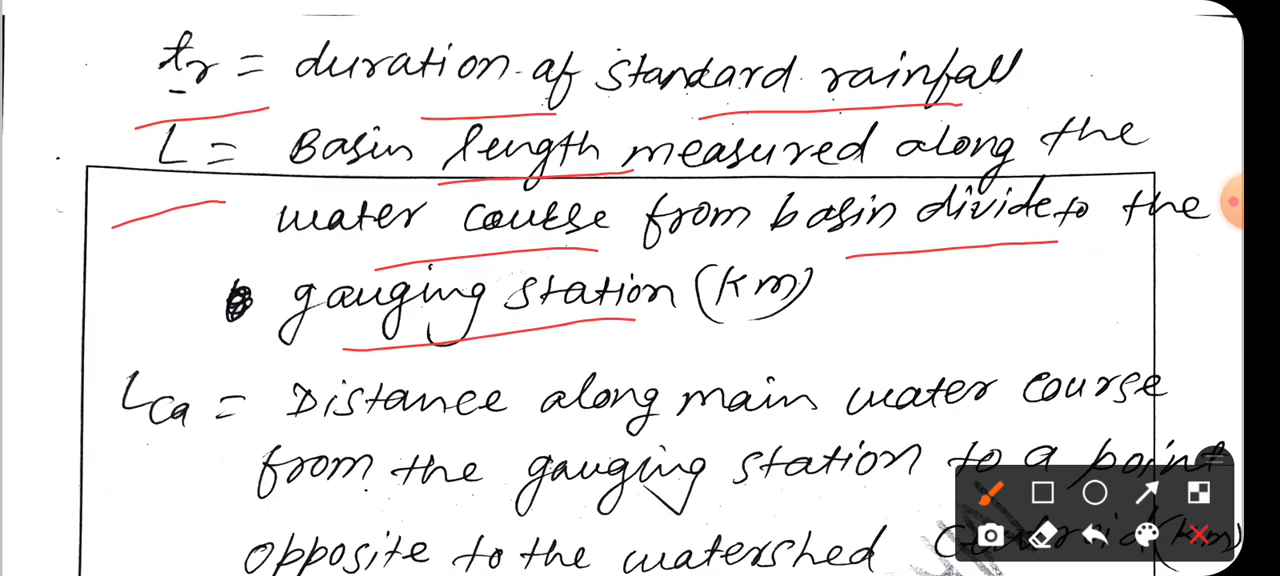 tr = duration of standard rainfall
L = Basin length measured along the
water course from basin divide to the
gauging station (km)
Lca = Distance along main water course
from the gauging station to a point
opposite to the watershed